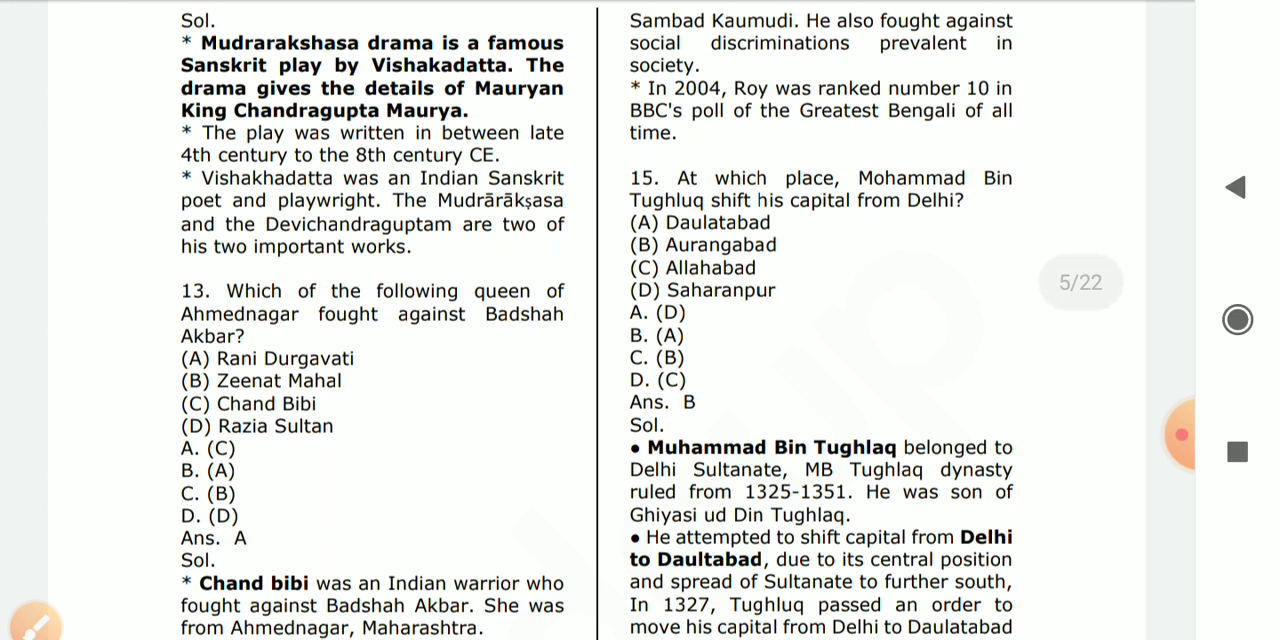 Sol.
* Mudrarakshasa drama is a famous
Sanskrit play by Vishakadatta. The
drama gives the details of Mauryan
King Chandragupta Maurya.
* The play was written in between late
4th century to the 8th century CE.
* Vishakhadatta was an Indian Sanskrit
poet and playwright. The Mudrārākṣasa
and the Devichandraguptam are two of
his two important works.
13. Which of the following queen of
Ahmednagar fought against Badshah
Akbar?
(A) Rani Durgavati
(B) Zeenat Mahal
(C) Chand Bibi
(D) Razia Sultan
A. (C)
B. (A)
C. (B)
D. (D)
Ans. A
Sol.
* Chand bibi was an Indian warrior who
fought against Badshah Akbar. She was
from Ahmednagar, Maharashtra.
Sambad Kaumudi. He also fought against
social discriminations prevalent in
society.
* In 2004, Roy was ranked number 10 in
BBC's poll of the Greatest Bengali of all
time.
15. At which place, Mohammad Bin
Tughluq shift his capital from Delhi?
(A) Daulatabad
(B) Aurangabad
(C) Allahabad
(D) Saharanpur
A. (D)
B. (A)
C. (B)
D. (C)
Ans. B
Sol.
• Muhammad Bin Tughlaq belonged to
Delhi Sultanate, MB Tughlaq dynasty
ruled from 1325-1351. He was son of
Ghiyasi ud Din Tughlaq.
• He attempted to shift capital from Delhi
to Daultabad, due to its central position
and spread of Sultanate to further south,
In 1327, Tughluq passed an order to
move his capital from Delhi to Daulatabad
5/22